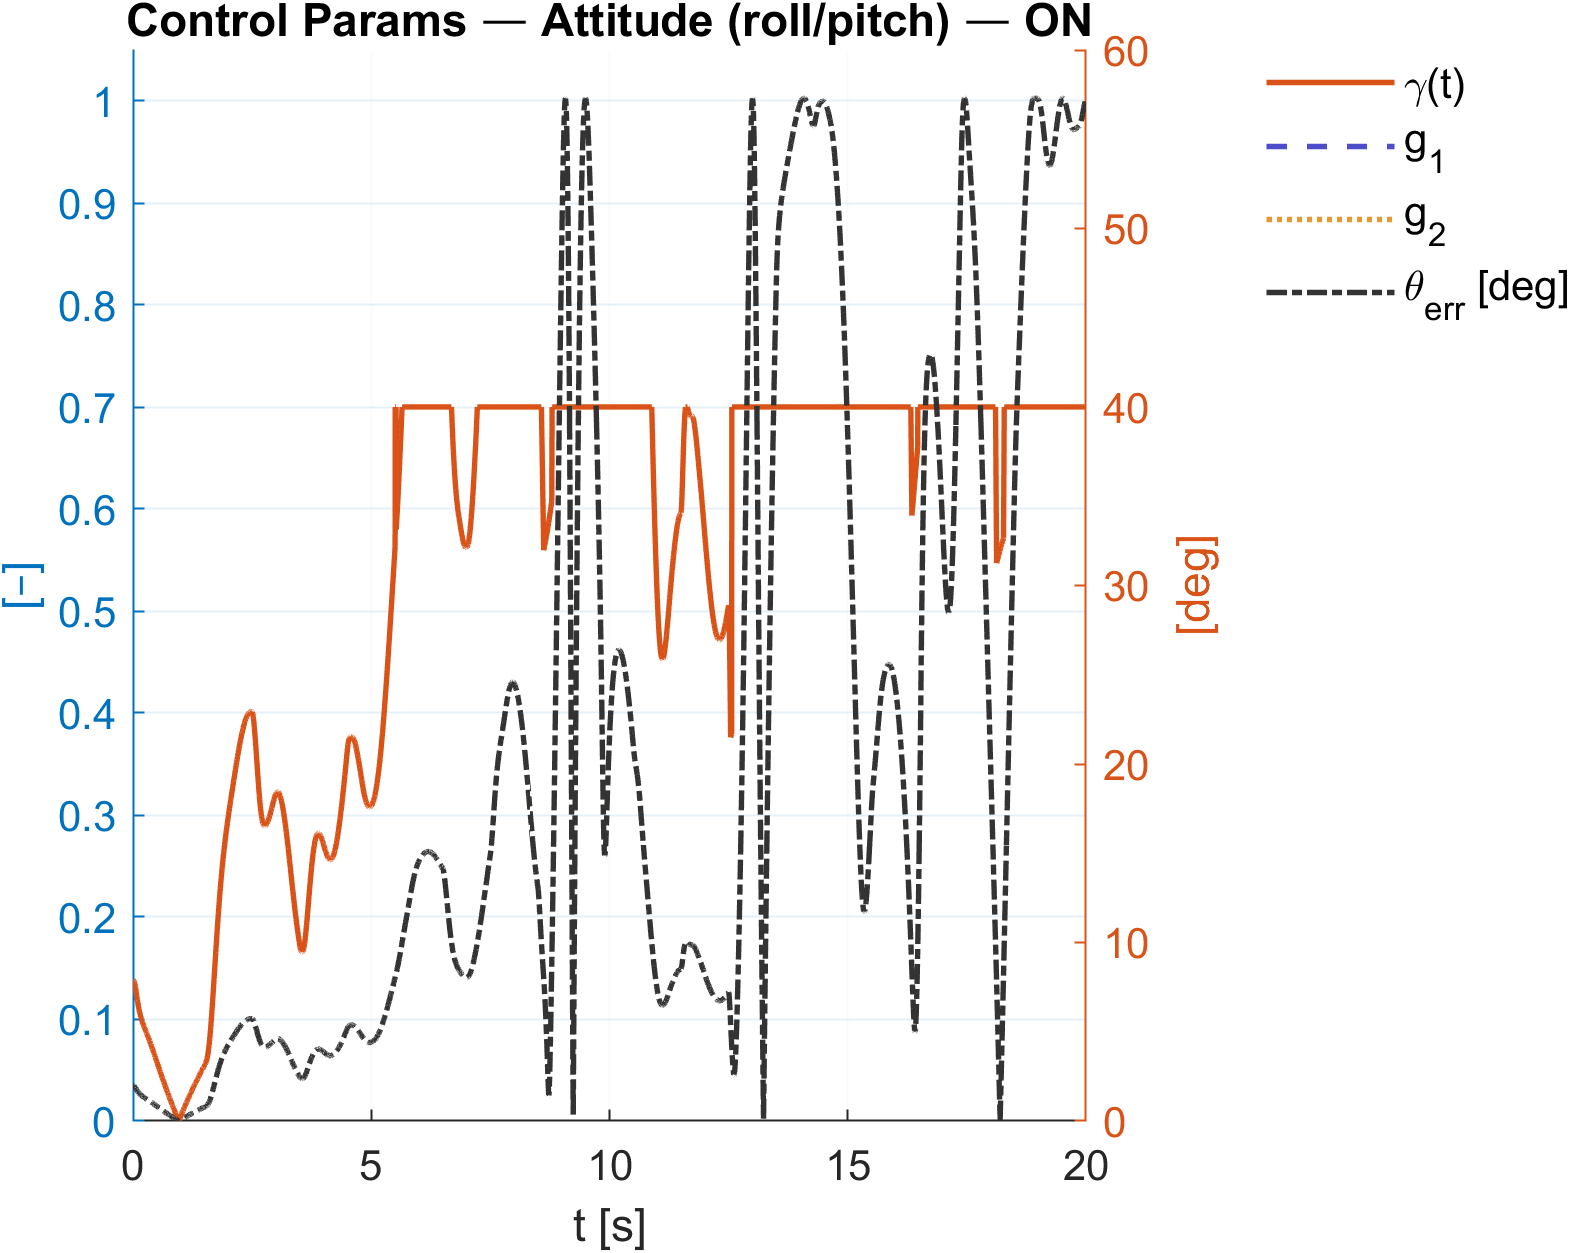 Control Params — Attitude (roll/pitch) — ON
1
0.9
0.8
0.7
0.6
0.5
0.4
0.3
0.2
0.1
0
[−]
60
50
40
30
20
10
0
[deg]
0 5 10 15 20
t [s]
γ(t)
g1
g2
θerr [deg]